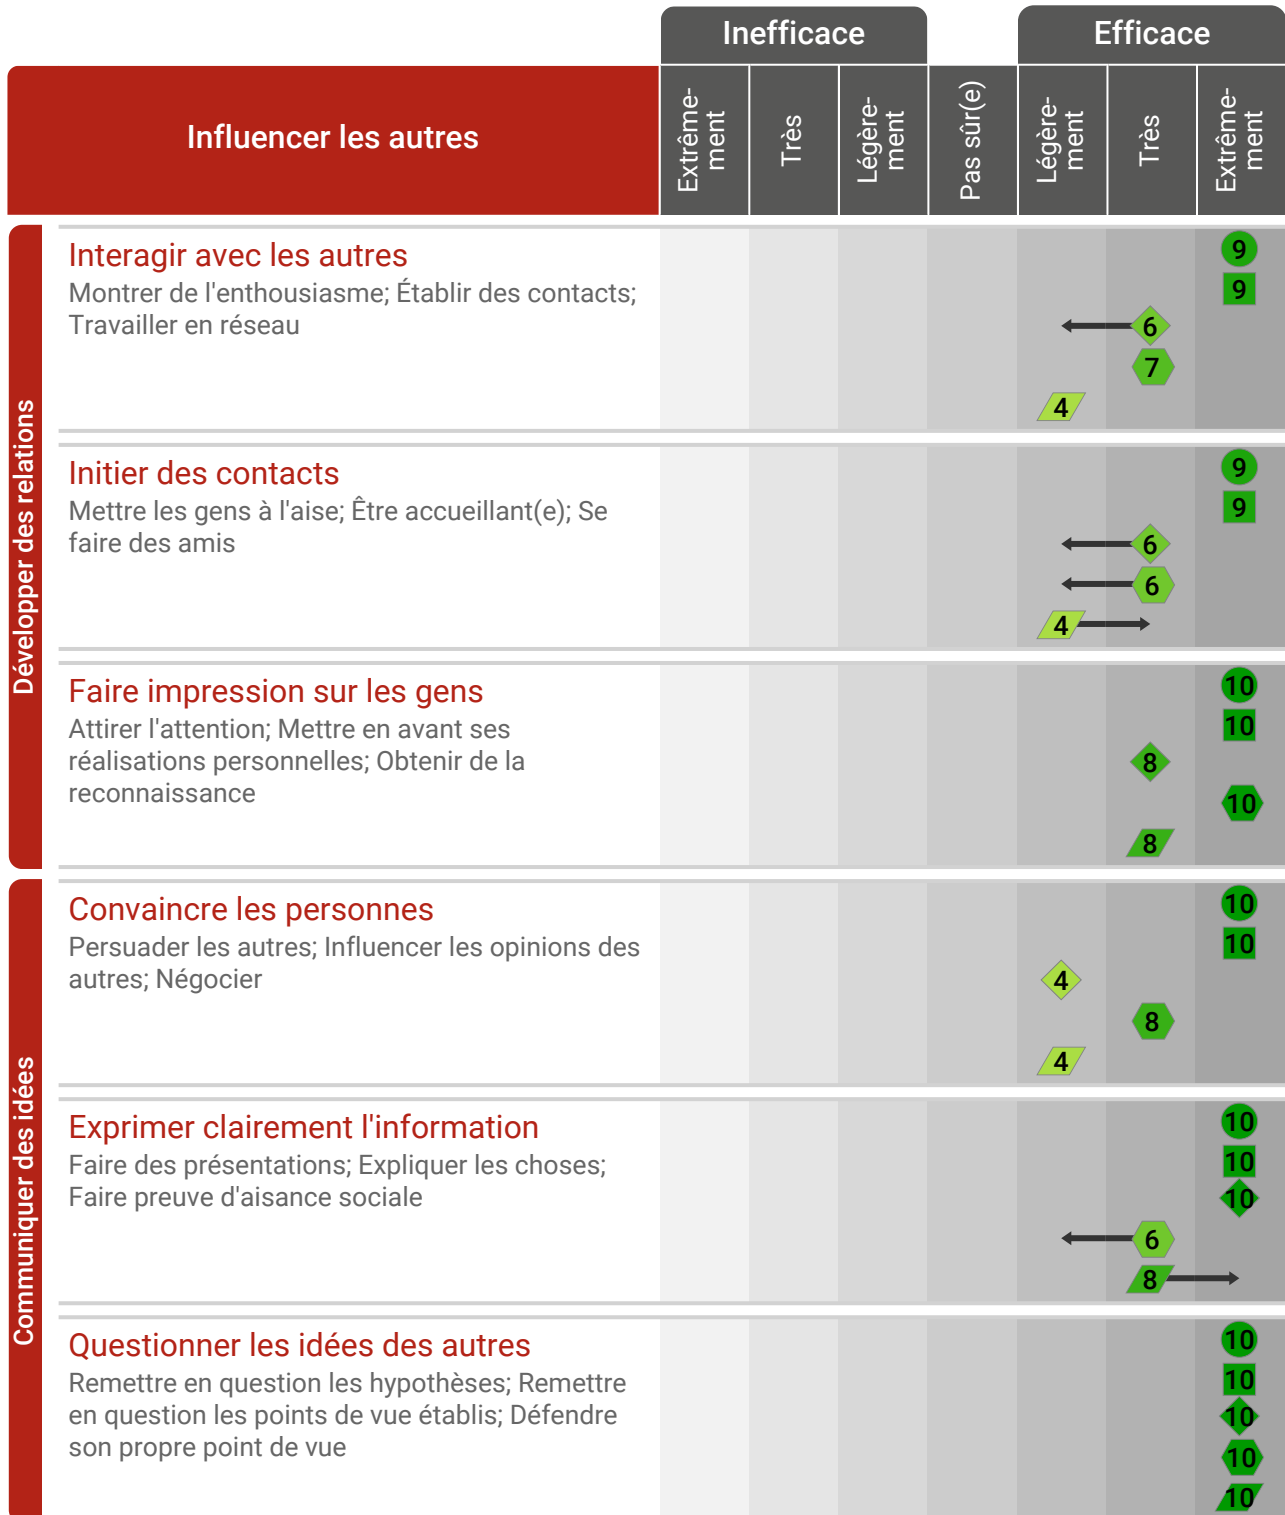 Inefficace
Efficace
Influencer les autres
Extrême-
ment
Très
Légère-
ment
Pas sûr(e)
Légère-
ment
Très
Extrême-
ment
Développer des relations
Interagir avec les autres
Montrer de l'enthousiasme; Établir des contacts;
Travailler en réseau
9
9
6
7
4
Initier des contacts
Mettre les gens à l'aise; Être accueillant(e); Se
faire des amis
9
9
6
6
4
Faire impression sur les gens
Attirer l'attention; Mettre en avant ses
réalisations personnelles; Obtenir de la
reconnaissance
10
10
8
10
8
Communiquer des idées
Convaincre les personnes
Persuader les autres; Influencer les opinions des
autres; Négocier
10
10
4
8
4
Exprimer clairement l'information
Faire des présentations; Expliquer les choses;
Faire preuve d'aisance sociale
10
10
10
6
8
Questionner les idées des autres
Remettre en question les hypothèses; Remettre
en question les points de vue établis; Défendre
son propre point de vue
10
10
10
10
10